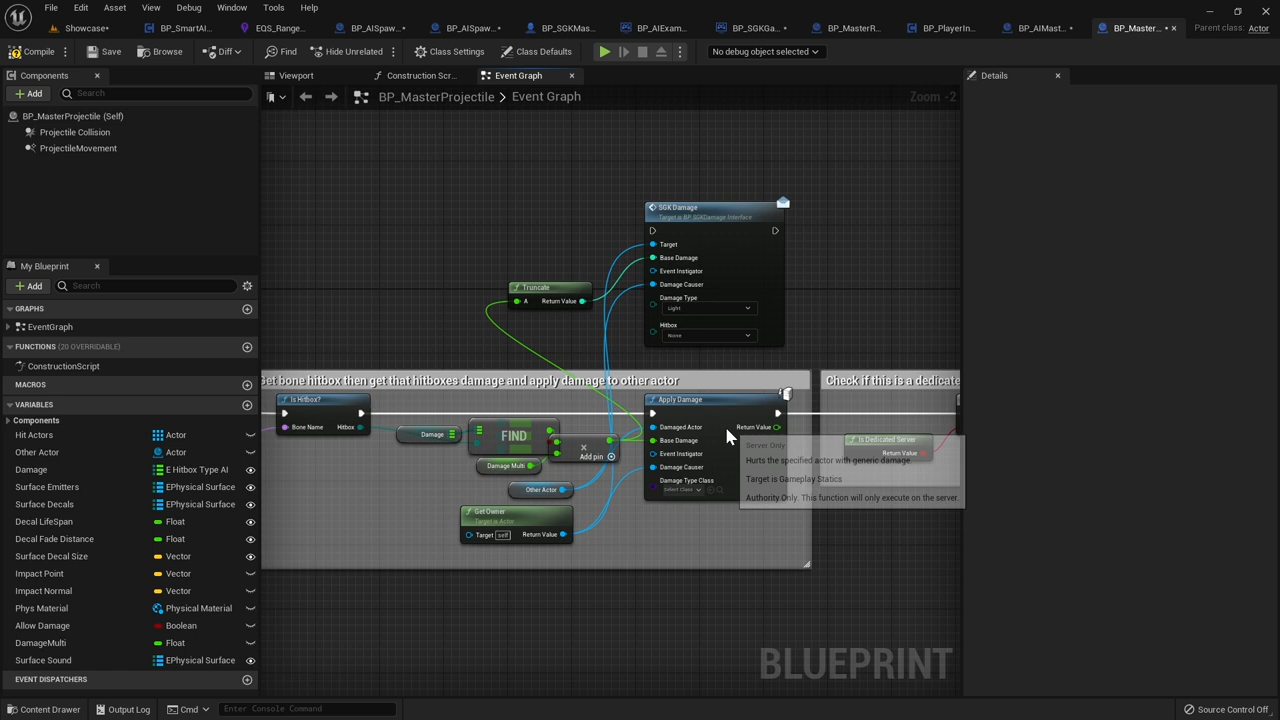 File Edit Asset View Debug Window Tools Help
Showcase•
BP_SmartAI...
EQS_Range...
BP_AISpaw...•
BP_AISpaw...•
BP_SGKMas...
BP_AIExam...
BP_SGKGa...•
BP_MasterR...
BP_PlayerIn...
BP_AIMast...•
BP_Master...•
Parent class: Actor
Compile Save Browse Diff Find Hide Unrelated Class Settings Class Defaults No debug object selected
Components
Add Search
BP_MasterProjectile (Self)
Projectile Collision
ProjectileMovement
My Blueprint
Add Search
GRAPHS
EventGraph
FUNCTIONS (20 OVERRIDABLE)
ConstructionScript
MACROS
VARIABLES
Components
Hit Actors Actor
Other Actor Actor
Damage E Hitbox Type AI
Surface Emitters EPhysical Surface
Surface Decals EPhysical Surface
Decal LifeSpan Float
Decal Fade Distance Float
Surface Decal Size Vector
Impact Point Vector
Impact Normal Vector
Phys Material Physical Material
Allow Damage Boolean
DamageMulti Float
Surface Sound EPhysical Surface
EVENT DISPATCHERS
Viewport Construction Scr... Event Graph
BP_MasterProjectile > Event Graph
Zoom -2
SGK Damage
Target is BP SGKDamage Interface
Target
Base Damage
Event Instigator
Damage Causer
Damage Type
Light
Hitbox
None
Truncate
A Return Value
Get bone hitbox then get that hitboxes damage and apply damage to other actor
Check if this is a dedicate
Is Hitbox?
Bone Name Hitbox
Damage
FIND
Damage Multi
Add pin
Other Actor
Get Owner
Target is Actor
Target self Return Value
Apply Damage
Damaged Actor Return Value
Base Damage
Event Instigator
Damage Causer
Damage Type Class
Select Class
Is Dedicated Server
Return Value
Server Only
Hurts the specified actor with generic damage.
Target is Gameplay Statics
Authority Only. This function will only execute on the server.
BLUEPRINT
Details
Content Drawer Output Log Cmd Enter Console Command Source Control Off